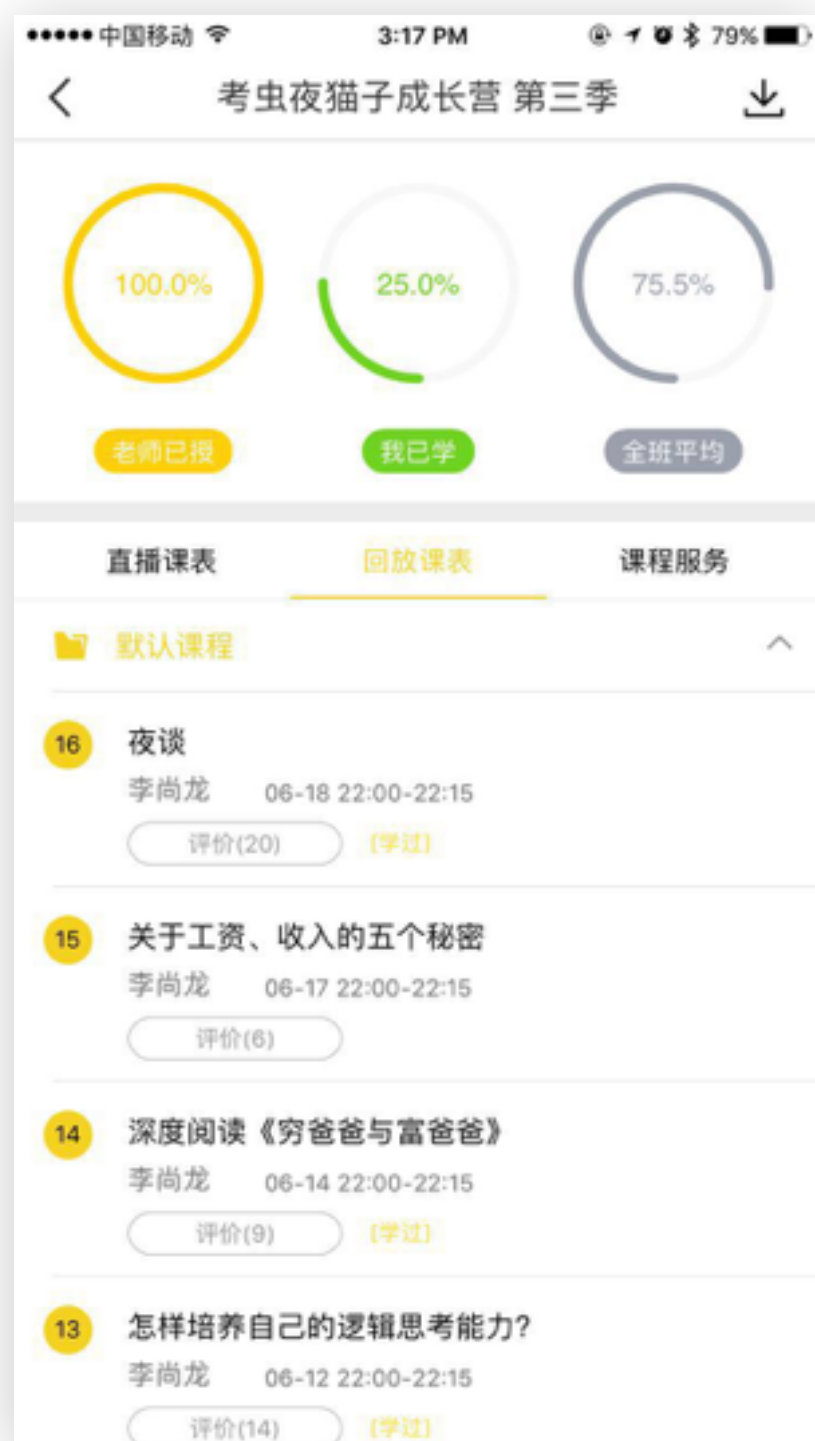 中国移动 3:17 PM 79%
考虫夜猫子成长营 第三季
100.0% 25.0% 75.5%
老师已授 我已学 全班平均
直播课表 回放课表 课程服务
默认课程
16 夜谈
李尚龙 06-18 22:00-22:15
评价(20) [学过]
15 关于工资、收入的五个秘密
李尚龙 06-17 22:00-22:15
评价(6)
14 深度阅读《穷爸爸与富爸爸》
李尚龙 06-14 22:00-22:15
评价(9) [学过]
13 怎样培养自己的逻辑思考能力?
李尚龙 06-12 22:00-22:15
评价(14) [学过]